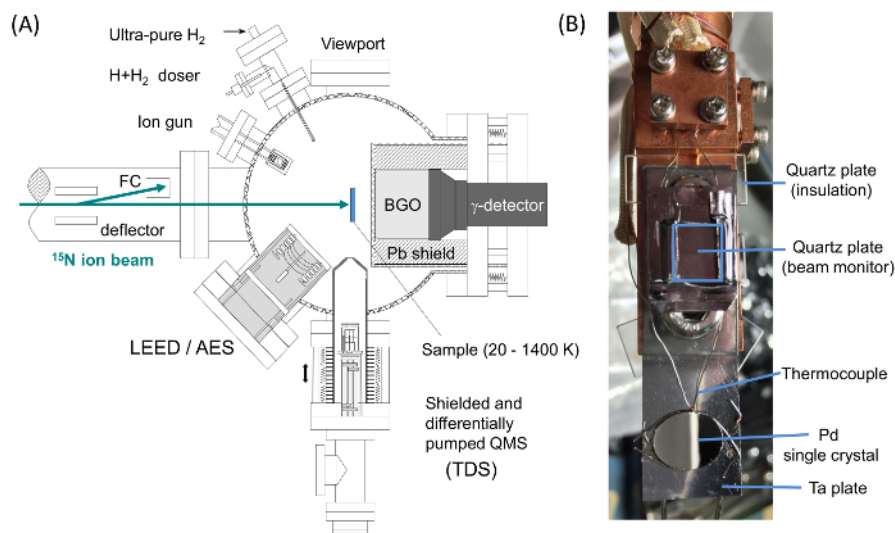 (A)
Ultra-pure H₂
Viewport
H+H₂ doser
Ion gun
FC
BGO
γ-detector
deflector
Pb shield
¹⁵N ion beam
LEED / AES
Sample (20 - 1400 K)
Shielded and
differentially
pumped QMS
(TDS)
(B)
Quartz plate
(insulation)
Quartz plate
(beam monitor)
Thermocouple
Pd
single crystal
Ta plate